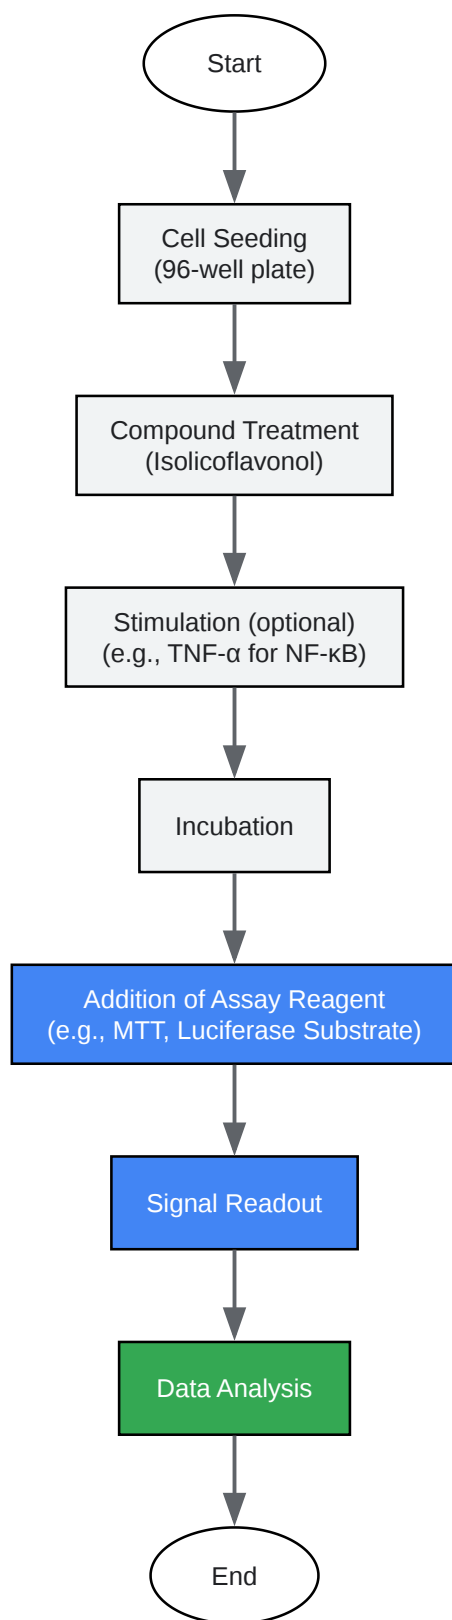 Start
Cell Seeding
(96-well plate)
Compound Treatment
(Isolicoflavonol)
Stimulation (optional)
(e.g., TNF-α for NF-κB)
Incubation
Addition of Assay Reagent
(e.g., MTT, Luciferase Substrate)
Signal Readout
Data Analysis
End